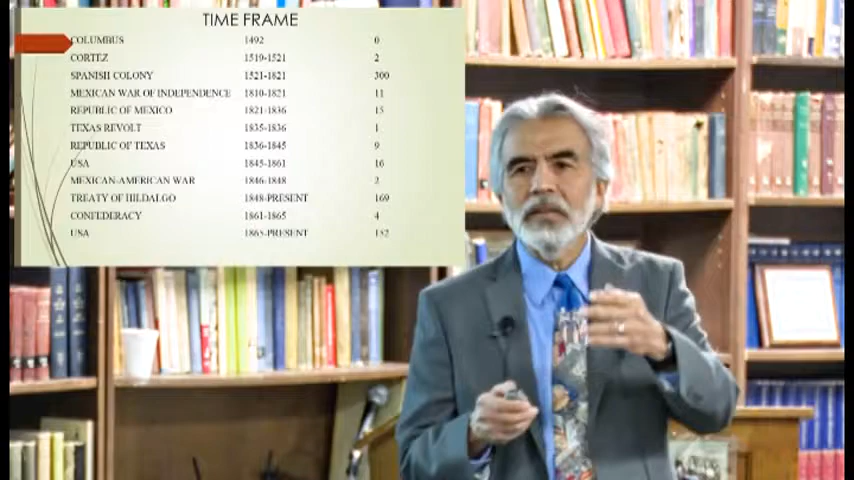 TIME FRAME
COLUMBUS 1492 0
CORTEZ 1519-1521 2
SPANISH COLONY 1521-1821 300
MEXICAN WAR OF INDEPENDENCE 1810-1821 11
REPUBLIC OF MEXICO 1821-1836 15
TEXAS REVOLT 1835-1836 1
REPUBLIC OF TEXAS 1836-1845 9
USA 1845-1861 16
MEXICAN-AMERICAN WAR 1846-1848 2
TREATY OF HILDALGO 1848-PRESENT 169
CONFEDERACY 1861-1865 4
USA 1865-PRESENT 152